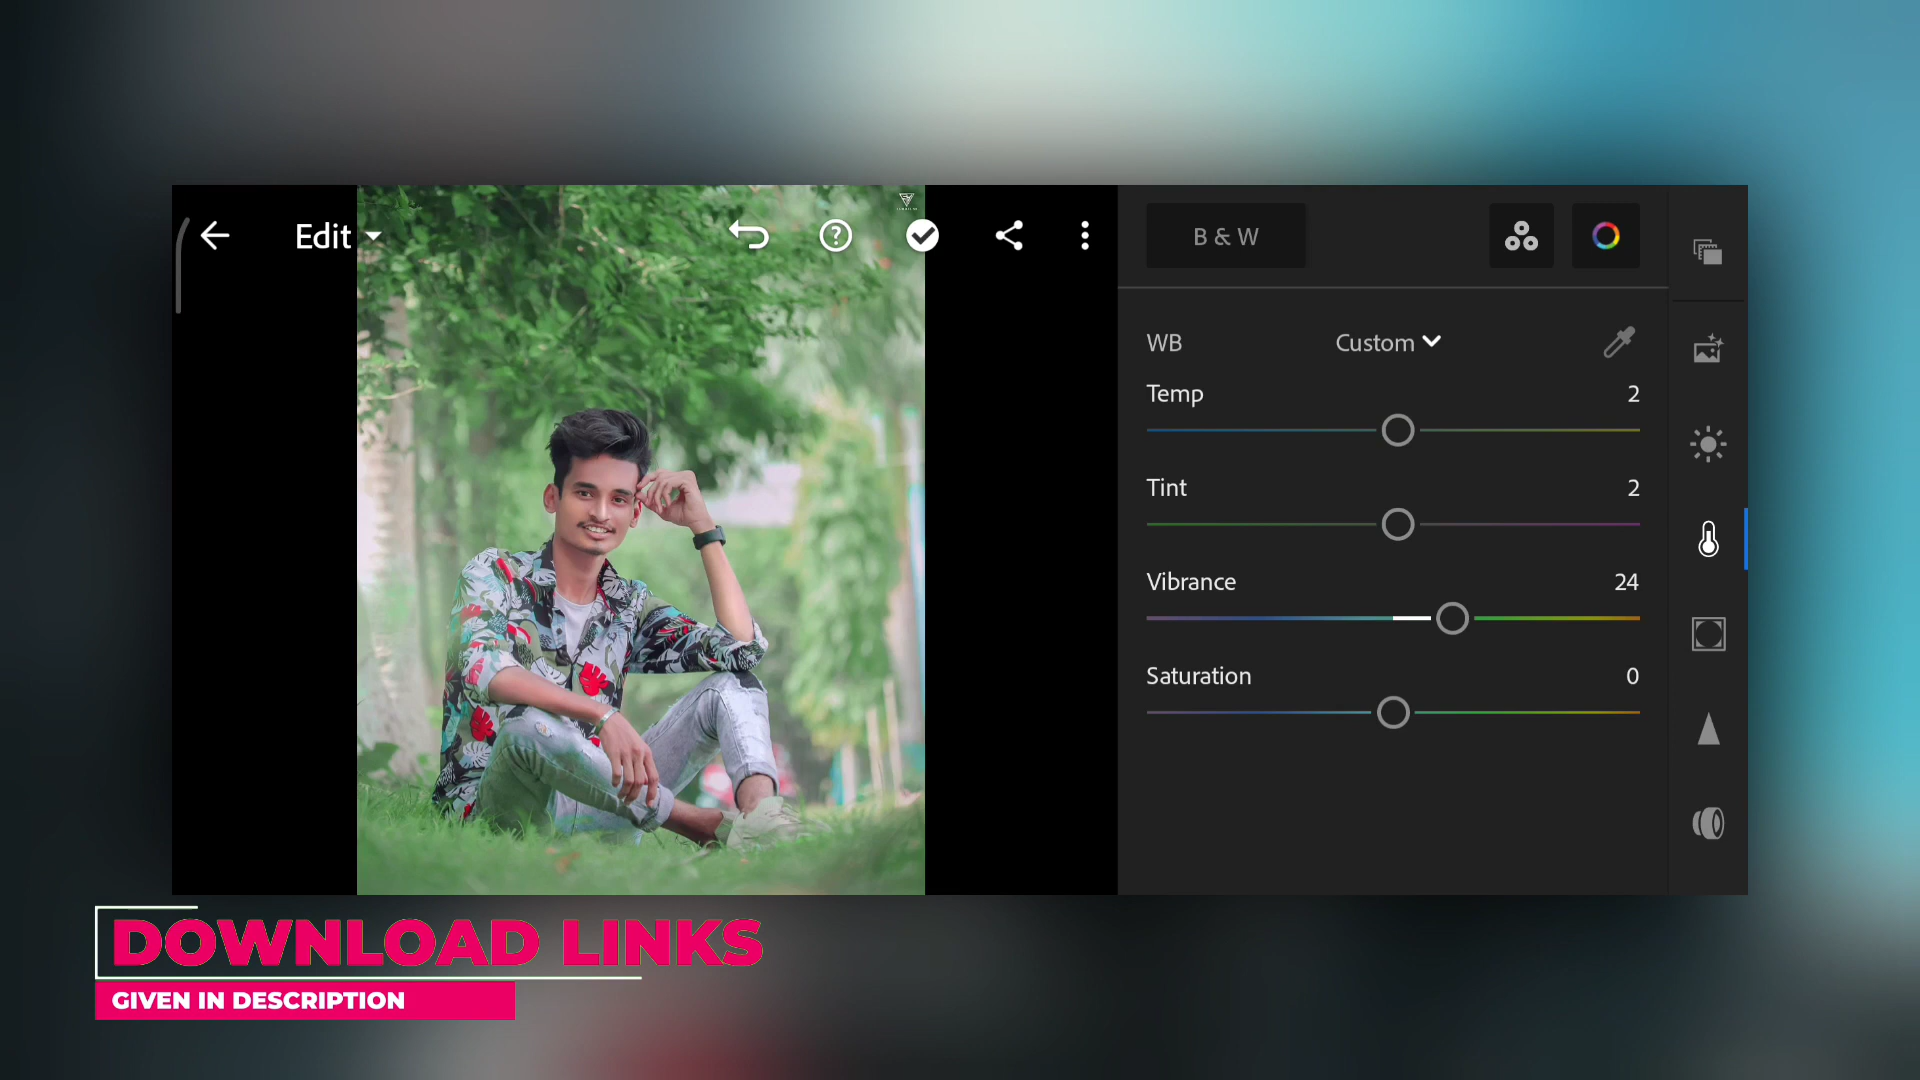 Edit
B & W
WB
Custom
Temp
2
Tint
2
Vibrance
24
Saturation
0
DOWNLOAD LINKS
GIVEN IN DESCRIPTION